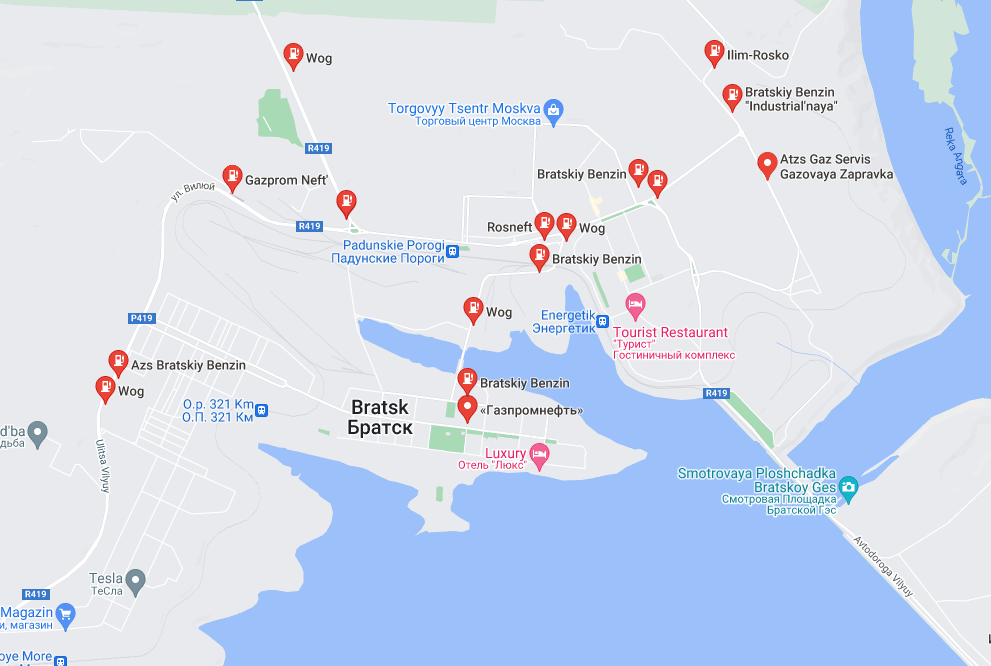 Wog
Ilim-Rosko
Bratskiy Benzin
"Industrial'naya"
Torgovyy Tsentr Moskva
Торговый центр Москва
Reka Angara
R419
Atzs Gaz Servis
Gazovaya Zapravka
Bratskiy Benzin
Gazprom Neft'
ул. Вилюй
R419
Rosneft
Wog
Padunskie Porogi
Падунские Пороги
Bratskiy Benzin
Wog
Energetik
Энергетик
P419
Tourist Restaurant
"Турист"
Гостиничный комплекс
Azs Bratskiy Benzin
Wog
Bratskiy Benzin
R419
О.р. 321 Km
О.П. 321 Км
Bratsk
Братск
«Газпромнефть»
d'ba
дьба
Ulitsa Vilyuy
Luxury
Отель "Люкс"
Smotrovaya Ploshchadka
Bratskoy Ges
Смотровая Площадка
Братской Гэс
Avtodoroga Vilyuy
Tesla
ТеСла
R419
Magazin
и, магазин
oye More